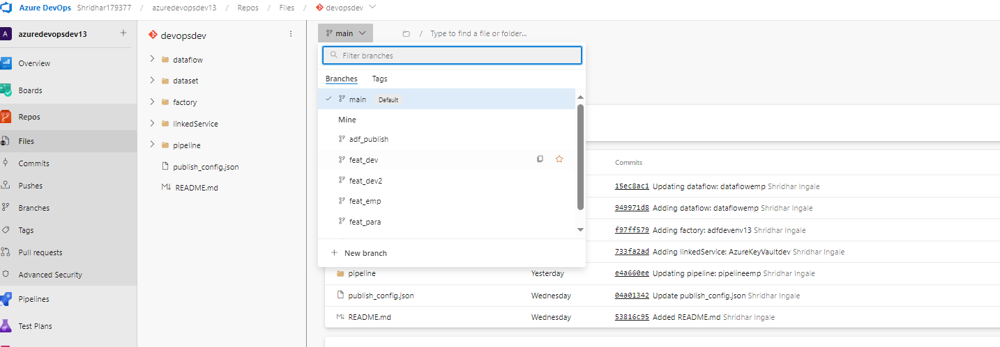 Azure DevOps Shridhar179377 / azuredevopsdev13 / Repos / Files / devopsdev
A azuredevopsdev13 +
Overview
Boards
Repos
Files
Commits
Pushes
Branches
Tags
Pull requests
Advanced Security
Pipelines
Test Plans
devopsdev
dataflow
dataset
factory
linkedService
pipeline
publish_config.json
README.md
main / Type to find a file or folder...
Filter branches
Branches Tags
main Default
Mine
adf_publish
feat_dev
feat_dev2
feat_emp
feat_para
+ New branch
Commits
15ec8ac1 Updating dataflow: dataflowemp Shridhar Ingale
949971d8 Adding dataflow: dataflowemp Shridhar Ingale
f97ff579 Adding factory: adfdevenv13 Shridhar Ingale
733fa2ad Adding linkedService: AzureKeyVaultdev Shridhar Ingale
pipeline Yesterday e4a660ee Updating pipeline: pipelineemp Shridhar Ingale
publish_config.json Wednesday 04a01342 Update publish_config.json Shridhar Ingale
README.md Wednesday 53816c95 Added README.md Shridhar Ingale